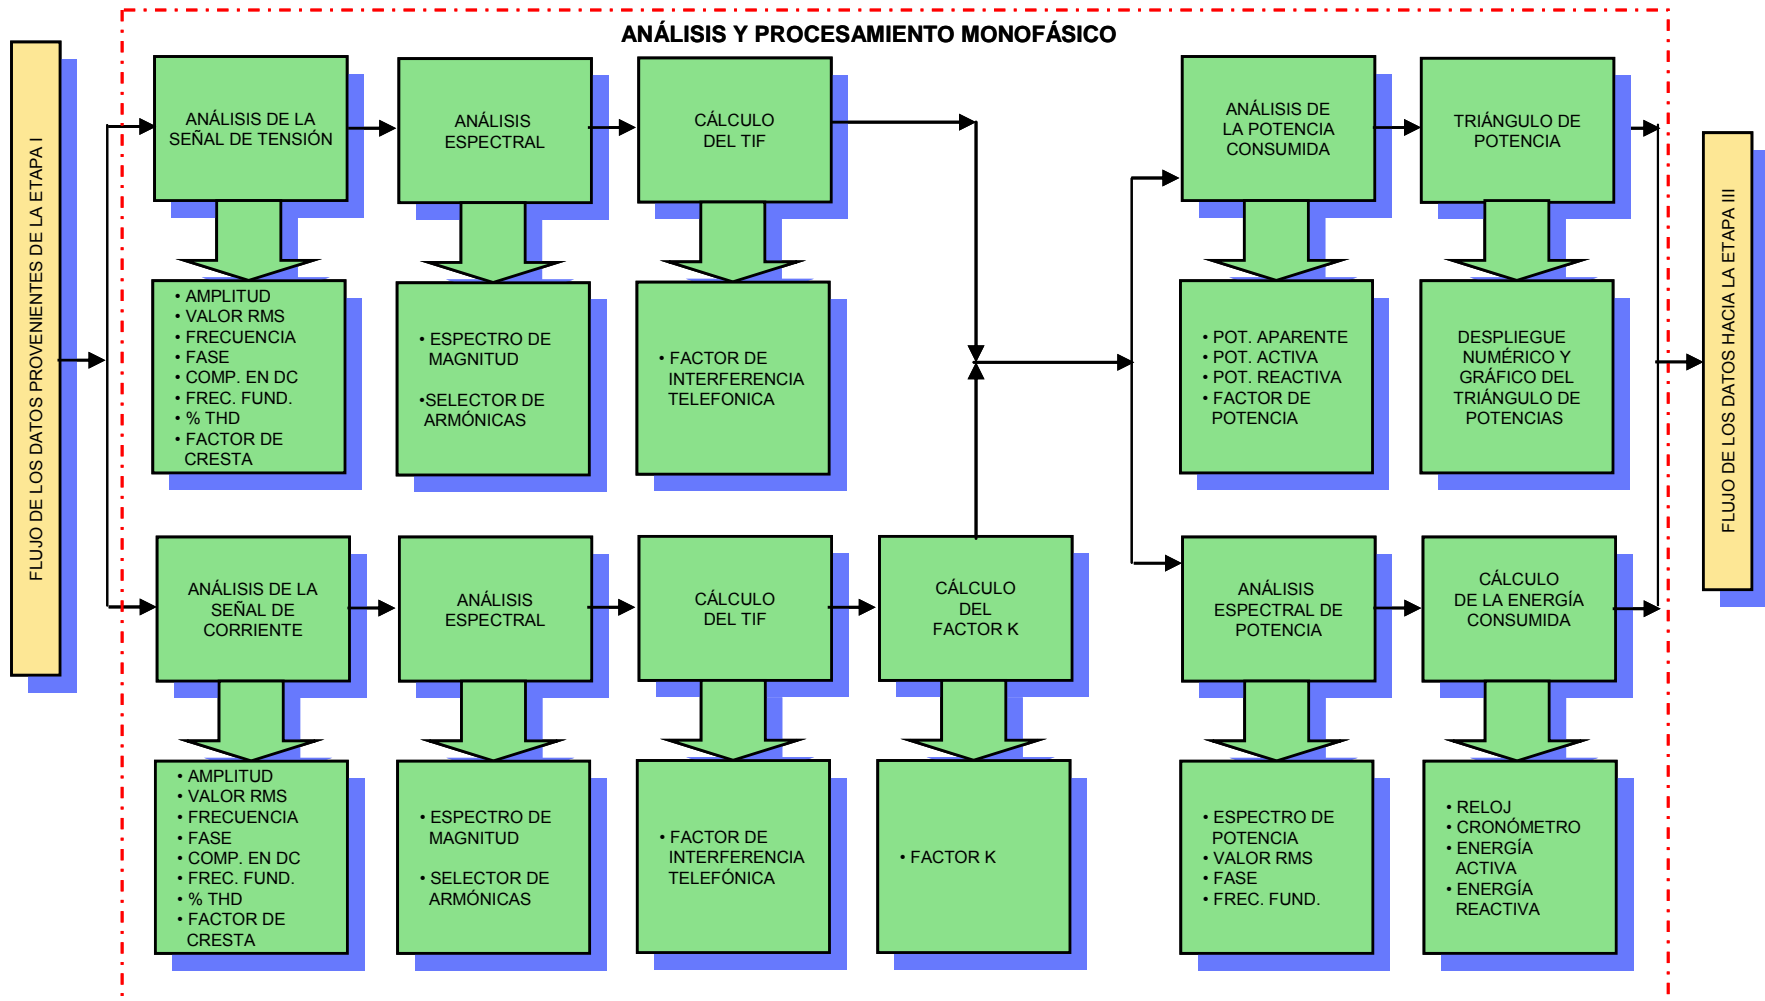 ANÁLISIS Y PROCESAMIENTO MONOFÁSICO
FLUJO DE LOS DATOS PROVENIENTES DE LA ETAPA I
ANÁLISIS DE LA
SEÑAL DE TENSIÓN
ANÁLISIS
ESPECTRAL
CÁLCULO
DEL TIF
ANÁLISIS DE
LA POTENCIA
CONSUMIDA
TRIÁNGULO DE
POTENCIA
• AMPLITUD
• VALOR RMS
• FRECUENCIA
• FASE
• COMP. EN DC
• FREC. FUND.
• % THD
• FACTOR DE
CRESTA
• ESPECTRO DE
MAGNITUD
•SELECTOR DE
ARMÓNICAS
• FACTOR DE
INTERFERENCIA
TELEFONICA
• POT. APARENTE
• POT. ACTIVA
• POT. REACTIVA
• FACTOR DE
POTENCIA
DESPLIEGUE
NUMÉRICO Y
GRÁFICO DEL
TRIÁNGULO DE
POTENCIAS
ANÁLISIS DE LA
SEÑAL DE
CORRIENTE
ANÁLISIS
ESPECTRAL
CÁLCULO
DEL TIF
CÁLCULO
DEL
FACTOR K
ANÁLISIS
ESPECTRAL DE
POTENCIA
CÁLCULO
DE LA ENERGÍA
CONSUMIDA
• AMPLITUD
• VALOR RMS
• FRECUENCIA
• FASE
• COMP. EN DC
• FREC. FUND.
• % THD
• FACTOR DE
CRESTA
• ESPECTRO DE
MAGNITUD
• SELECTOR DE
ARMÓNICAS
• FACTOR DE
INTERFERENCIA
TELEFÓNICA
• FACTOR K
• ESPECTRO DE
POTENCIA
• VALOR RMS
• FASE
• FREC. FUND.
• RELOJ
• CRONÓMETRO
• ENERGÍA
ACTIVA
• ENERGÍA
REACTIVA
FLUJO DE LOS DATOS HACIA LA ETAPA III